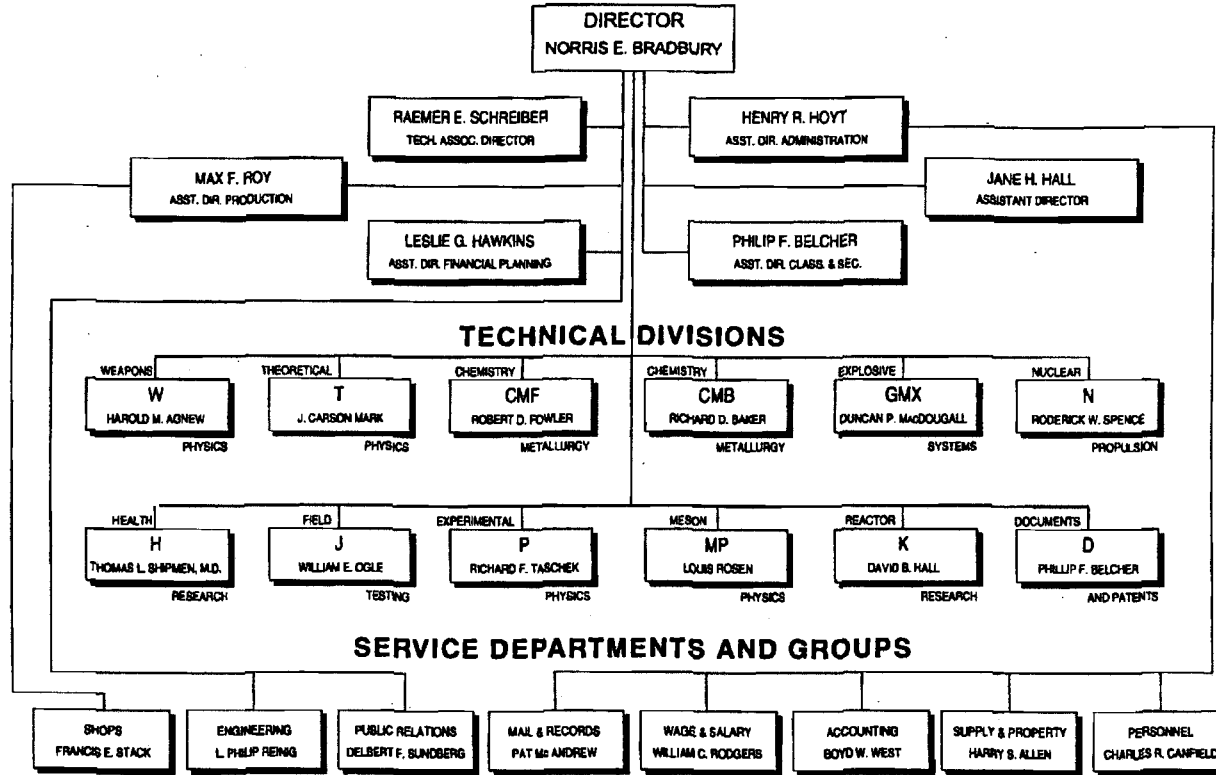 DIRECTOR
NORRIS E. BRADBURY
RAEMER E. SCHREIBER
TECH. ASSOC. DIRECTOR
HENRY R. HOYT
ASST. DIR. ADMINISTRATION
MAX F. ROY
ASST. DIR. PRODUCTION
JANE H. HALL
ASSISTANT DIRECTOR
LESLIE G. HAWKINS
ASST. DIR. FINANCIAL PLANNING
PHILIP F. BELCHER
ASST. DIR. CLASS. & SEC.
TECHNICAL DIVISIONS
WEAPONS
W
HAROLD M. AGNEW
PHYSICS
THEORETICAL
T
J. CARSON MARK
PHYSICS
CHEMISTRY
CMF
ROBERT D. FOWLER
METALLURGY
CHEMISTRY
CMB
RICHARD D. BAKER
METALLURGY
EXPLOSIVE
GMX
DUNCAN P. MacDOUGALL
SYSTEMS
NUCLEAR
N
RODERICK W. SPENCE
PROPULSION
HEALTH
H
THOMAS L. SHIPMEN, M.D.
RESEARCH
FIELD
J
WILLIAM E. OGLE
TESTING
EXPERIMENTAL
P
RICHARD F. TASCHEK
PHYSICS
MESON
MP
LOUIS ROSEN
PHYSICS
REACTOR
K
DAVID B. HALL
RESEARCH
DOCUMENTS
D
PHILLIP F. BELCHER
AND PATENTS
SERVICE DEPARTMENTS AND GROUPS
SHOPS
FRANCIS E. STACK
ENGINEERING
L. PHILIP REINIG
PUBLIC RELATIONS
DELBERT F. SUNDBERG
MAIL & RECORDS
PAT Mc ANDREW
WAGE & SALARY
WILLIAM C. RODGERS
ACCOUNTING
BOYD W. WEST
SUPPLY & PROPERTY
HARRY S. ALLEN
PERSONNEL
CHARLES R. CANFIELD